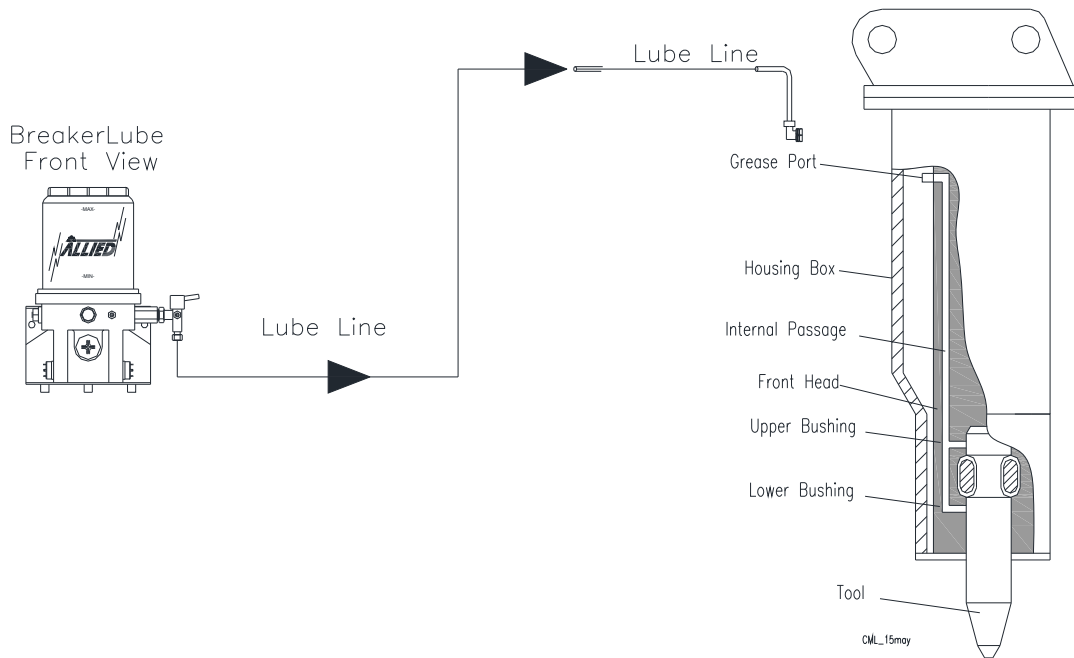 BreakerLube
Front View
-MAX-
ALLIED
-MIN-
Lube Line
Lube Line
Grease Port
Housing Box
Internal Passage
Front Head
Upper Bushing
Lower Bushing
Tool
CML_15may